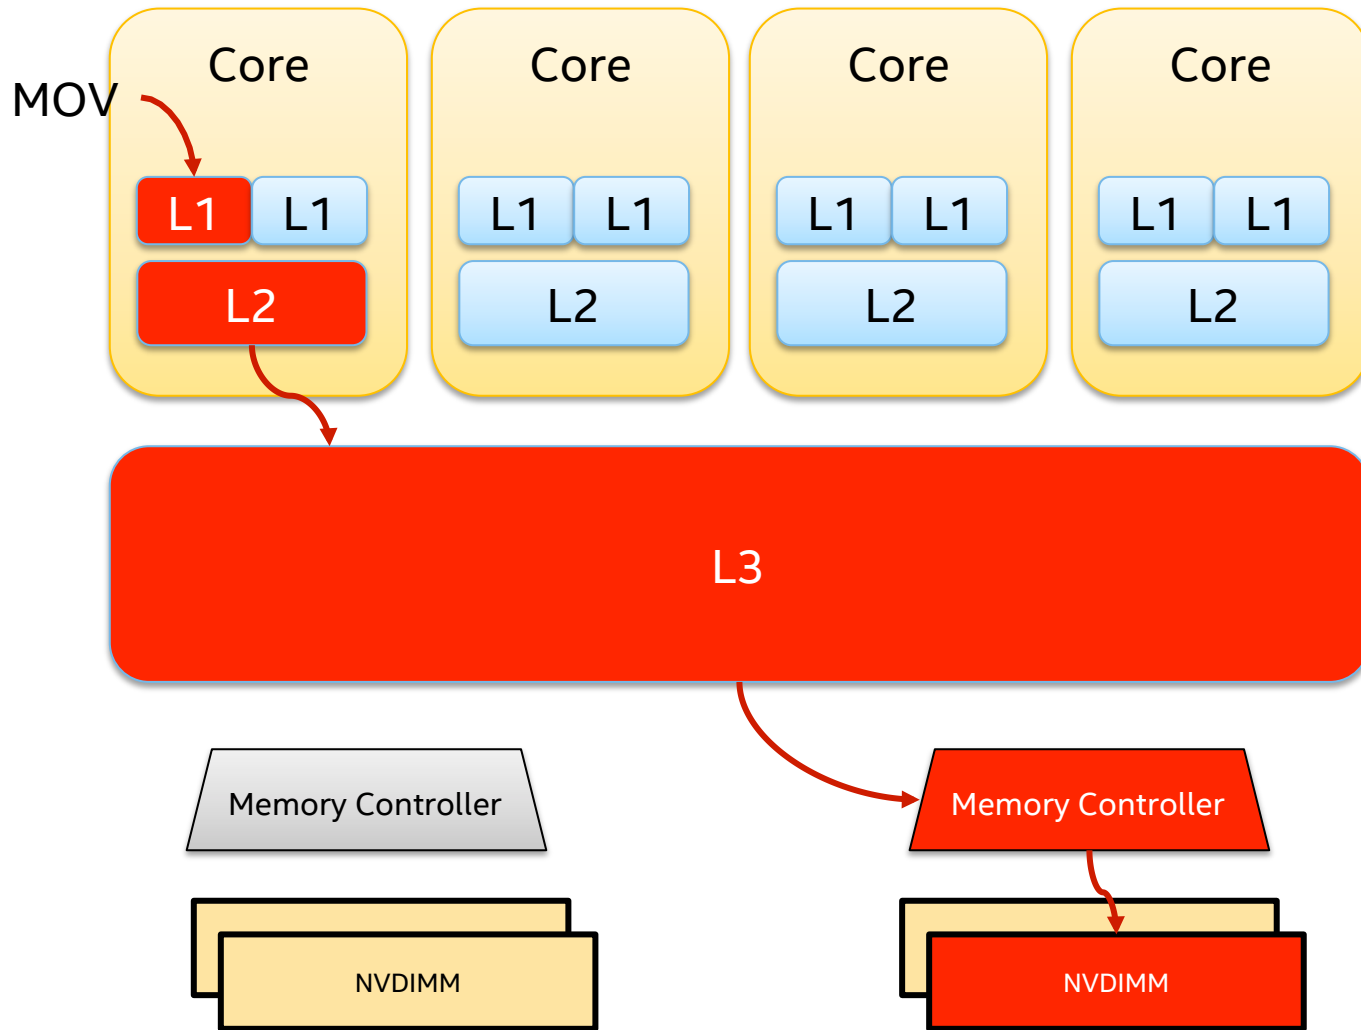 Core Core Core Core
MOV
L1 L1 L1 L1 L1 L1 L1 L1
L2 L2 L2 L2
L3
Memory Controller Memory Controller
NVDIMM NVDIMM